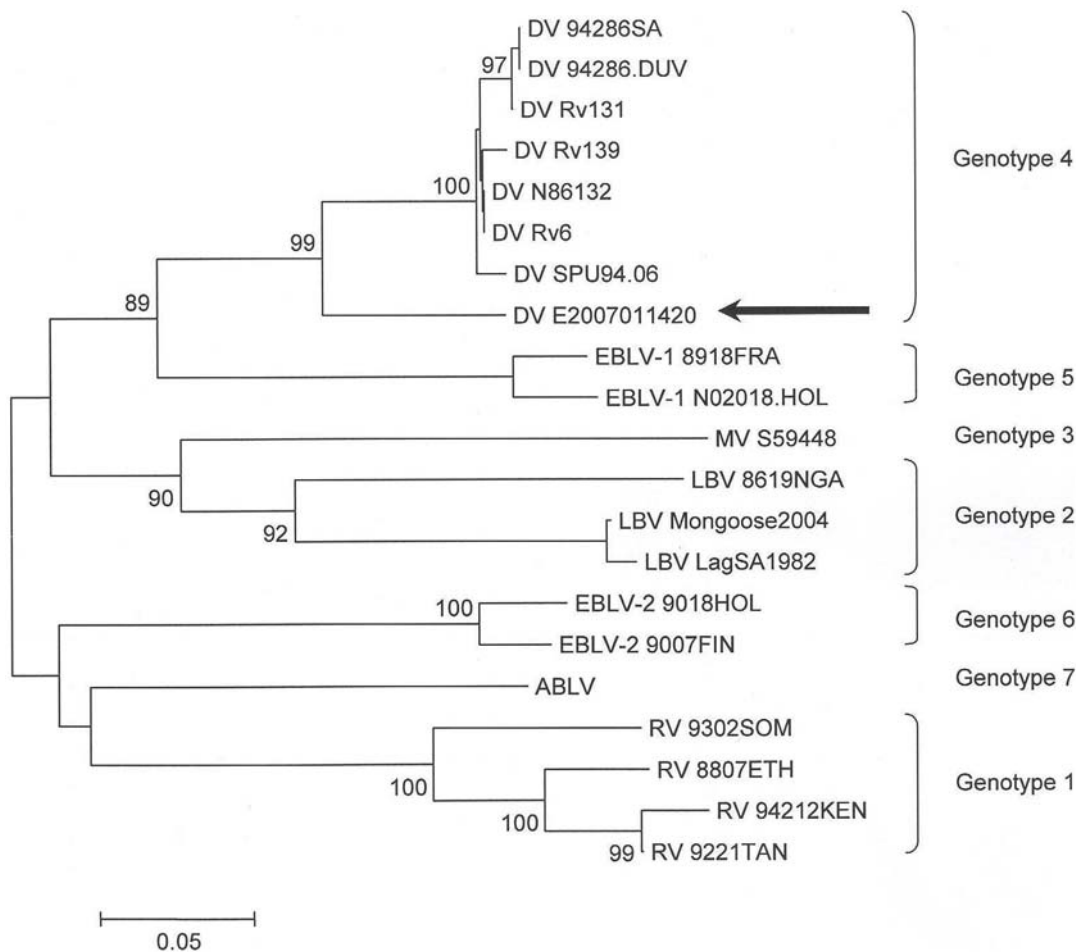 DV 94286SA
97
DV 94286.DUV
DV Rv131
DV Rv139
Genotype 4
100
DV N86132
DV Rv6
99
DV SPU94.06
89
DV E2007011420
EBLV-1 8918FRA
Genotype 5
EBLV-1 N02018.HOL
MV S59448
Genotype 3
LBV 8619NGA
90
92
LBV Mongoose2004
Genotype 2
LBV LagSA1982
100
EBLV-2 9018HOL
Genotype 6
EBLV-2 9007FIN
ABLV
Genotype 7
RV 9302SOM
100
RV 8807ETH
Genotype 1
100
RV 94212KEN
99
RV 9221TAN
0.05